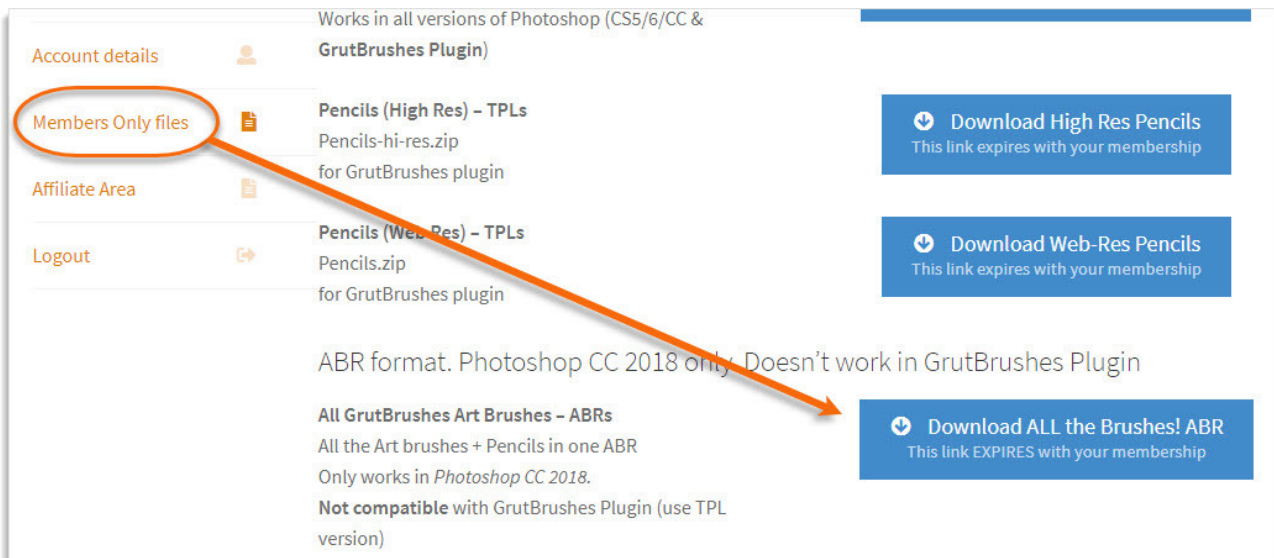 Works in all versions of Photoshop (CS5/6/CC &
GrutBrushes Plugin)
Account details
Members Only files
Affiliate Area
Logout
Pencils (High Res) – TPLs
Pencils-hi-res.zip
for GrutBrushes plugin
Download High Res Pencils
This link expires with your membership
Pencils (Web Res) – TPLs
Pencils.zip
for GrutBrushes plugin
Download Web-Res Pencils
This link expires with your membership
ABR format. Photoshop CC 2018 only. Doesn't work in GrutBrushes Plugin
All GrutBrushes Art Brushes – ABRs
All the Art brushes + Pencils in one ABR
Only works in Photoshop CC 2018.
Not compatible with GrutBrushes Plugin (use TPL
version)
Download ALL the Brushes! ABR
This link EXPIRES with your membership